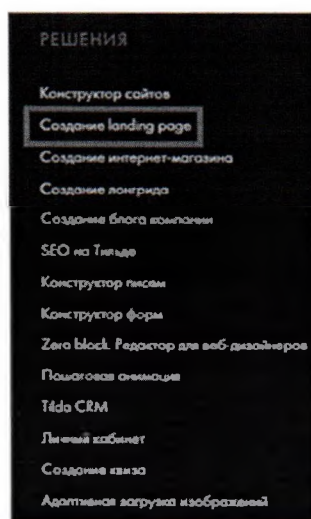 РЕШЕНИЯ
Конструктор сайтов
Создание landing page
Создание интернет-магазина
Создание лонгрида
Создание блога компании
SEO на Тильде
Конструктор писем
Конструктор форм
Zero block. Редактор для веб-дизайнеров
Пошаговая анимация
Tilda CRM
Личный кабинет
Создание квиза
Адаптивная загрузка изображений